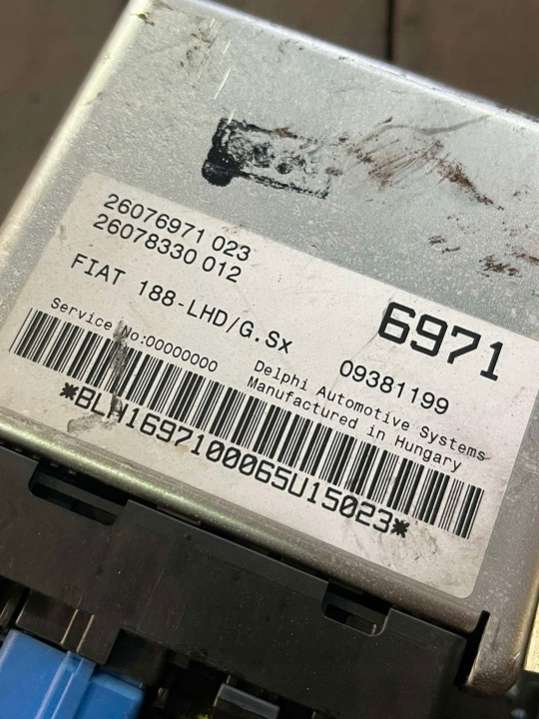 26076971 023
26078330 012
FIAT 188-LHD/G.Sx
6971
09381199
Service No:00000000
Delphi Automotive Systems
Manufactured in Hungary
*BLH1697100065U15023*